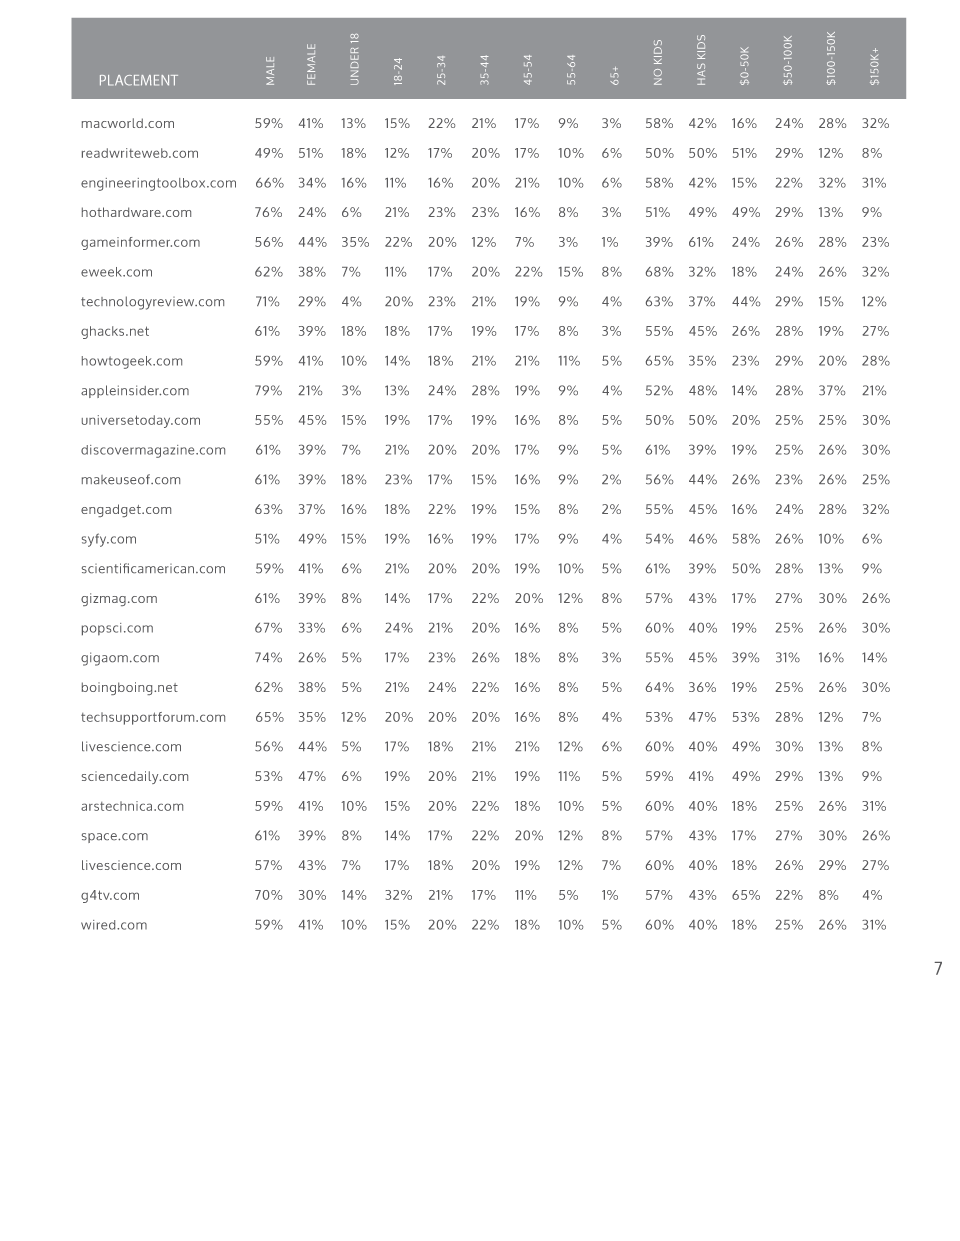 PLACEMENT MALE FEMALE UNDER 18 18-24 25-34 35-44 45-54 55-64 65+ NO KIDS HAS KIDS $0-50K $50-100K $100-150K $150K+
macworld.com 59% 41% 13% 15% 22% 21% 17% 9% 3% 58% 42% 16% 24% 28% 32%
readwriteweb.com 49% 51% 18% 12% 17% 20% 17% 10% 6% 50% 50% 51% 29% 12% 8%
engineeringtoolbox.com 66% 34% 16% 11% 16% 20% 21% 10% 6% 58% 42% 15% 22% 32% 31%
hothardware.com 76% 24% 6% 21% 23% 23% 16% 8% 3% 51% 49% 49% 29% 13% 9%
gameinformer.com 56% 44% 35% 22% 20% 12% 7% 3% 1% 39% 61% 24% 26% 28% 23%
eweek.com 62% 38% 7% 11% 17% 20% 22% 15% 8% 68% 32% 18% 24% 26% 32%
technologyreview.com 71% 29% 4% 20% 23% 21% 19% 9% 4% 63% 37% 44% 29% 15% 12%
ghacks.net 61% 39% 18% 18% 17% 19% 17% 8% 3% 55% 45% 26% 28% 19% 27%
howtogeek.com 59% 41% 10% 14% 18% 21% 21% 11% 5% 65% 35% 23% 29% 20% 28%
appleinsider.com 79% 21% 3% 13% 24% 28% 19% 9% 4% 52% 48% 14% 28% 37% 21%
universetoday.com 55% 45% 15% 19% 17% 19% 16% 8% 5% 50% 50% 20% 25% 25% 30%
discovermagazine.com 61% 39% 7% 21% 20% 20% 17% 9% 5% 61% 39% 19% 25% 26% 30%
makeuseof.com 61% 39% 18% 23% 17% 15% 16% 9% 2% 56% 44% 26% 23% 26% 25%
engadget.com 63% 37% 16% 18% 22% 19% 15% 8% 2% 55% 45% 16% 24% 28% 32%
syfy.com 51% 49% 15% 19% 16% 19% 17% 9% 4% 54% 46% 58% 26% 10% 6%
scientificamerican.com 59% 41% 6% 21% 20% 20% 19% 10% 5% 61% 39% 50% 28% 13% 9%
gizmag.com 61% 39% 8% 14% 17% 22% 20% 12% 8% 57% 43% 17% 27% 30% 26%
popsci.com 67% 33% 6% 24% 21% 20% 16% 8% 5% 60% 40% 19% 25% 26% 30%
gigaom.com 74% 26% 5% 17% 23% 26% 18% 8% 3% 55% 45% 39% 31% 16% 14%
boingboing.net 62% 38% 5% 21% 24% 22% 16% 8% 5% 64% 36% 19% 25% 26% 30%
techsupportforum.com 65% 35% 12% 20% 20% 20% 16% 8% 4% 53% 47% 53% 28% 12% 7%
livescience.com 56% 44% 5% 17% 18% 21% 21% 12% 6% 60% 40% 49% 30% 13% 8%
sciencedaily.com 53% 47% 6% 19% 20% 21% 19% 11% 5% 59% 41% 49% 29% 13% 9%
arstechnica.com 59% 41% 10% 15% 20% 22% 18% 10% 5% 60% 40% 18% 25% 26% 31%
space.com 61% 39% 8% 14% 17% 22% 20% 12% 8% 57% 43% 17% 27% 30% 26%
livescience.com 57% 43% 7% 17% 18% 20% 19% 12% 7% 60% 40% 18% 26% 29% 27%
g4tv.com 70% 30% 14% 32% 21% 17% 11% 5% 1% 57% 43% 65% 22% 8% 4%
wired.com 59% 41% 10% 15% 20% 22% 18% 10% 5% 60% 40% 18% 25% 26% 31%
7